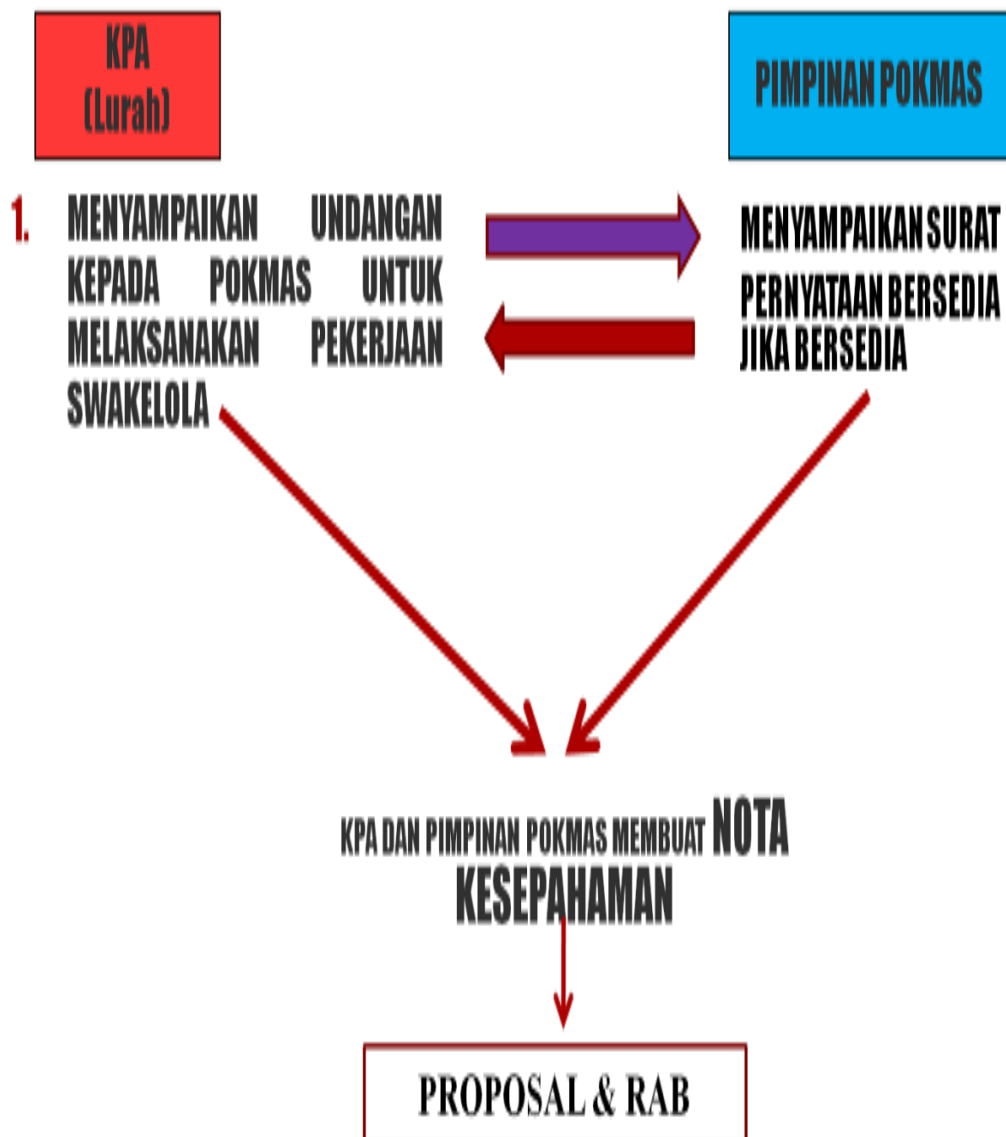 KPA
(Lurah)
PIMPINAN POKMAS
1. MENYAMPAIKAN UNDANGAN
KEPADA POKMAS UNTUK
MELAKSANAKAN PEKERJAAN
SWAKELOLA
MENYAMPAIKAN SURAT
PERNYATAAN BERSEDIA
JIKA BERSEDIA
KPA DAN PIMPINAN POKMAS MEMBUAT NOTA
KESEPAHAMAN
PROPOSAL & RAB